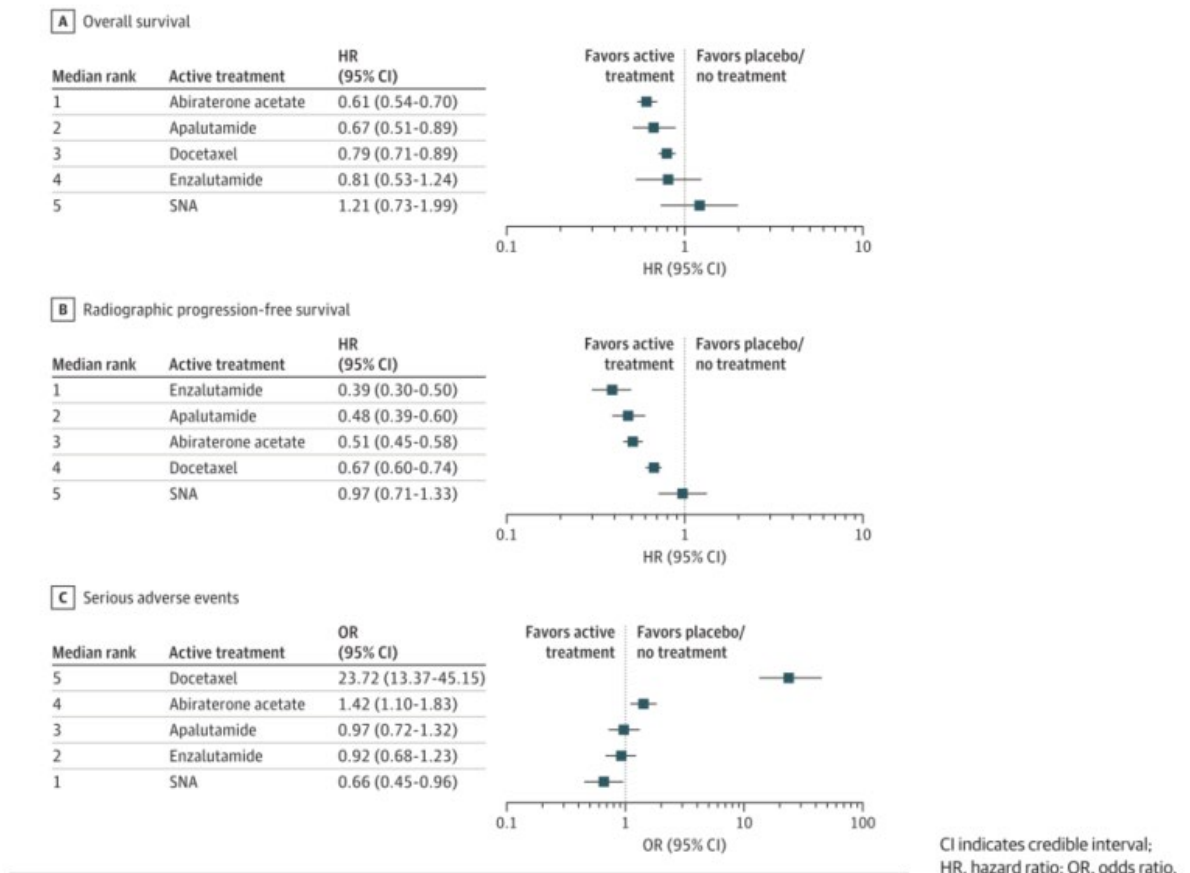 A Overall survival
HR
Favors active Favors placebo/
Median rank Active treatment (95% CI) treatment no treatment
1 Abiraterone acetate 0.61 (0.54-0.70)
2 Apalutamide 0.67 (0.51-0.89)
3 Docetaxel 0.79 (0.71-0.89)
4 Enzalutamide 0.81 (0.53-1.24)
5 SNA 1.21 (0.73-1.99)
0.1 1 10
HR (95% CI)
B Radiographic progression-free survival
HR
Favors active Favors placebo/
Median rank Active treatment (95% CI) treatment no treatment
1 Enzalutamide 0.39 (0.30-0.50)
2 Apalutamide 0.48 (0.39-0.60)
3 Abiraterone acetate 0.51 (0.45-0.58)
4 Docetaxel 0.67 (0.60-0.74)
5 SNA 0.97 (0.71-1.33)
0.1 1 10
HR (95% CI)
C Serious adverse events
OR
Favors active Favors placebo/
Median rank Active treatment (95% CI) treatment no treatment
5 Docetaxel 23.72 (13.37-45.15)
4 Abiraterone acetate 1.42 (1.10-1.83)
3 Apalutamide 0.97 (0.72-1.32)
2 Enzalutamide 0.92 (0.68-1.23)
1 SNA 0.66 (0.45-0.96)
0.1 1 10 100
OR (95% CI)
CI indicates credible interval;
HR, hazard ratio; OR, odds ratio.